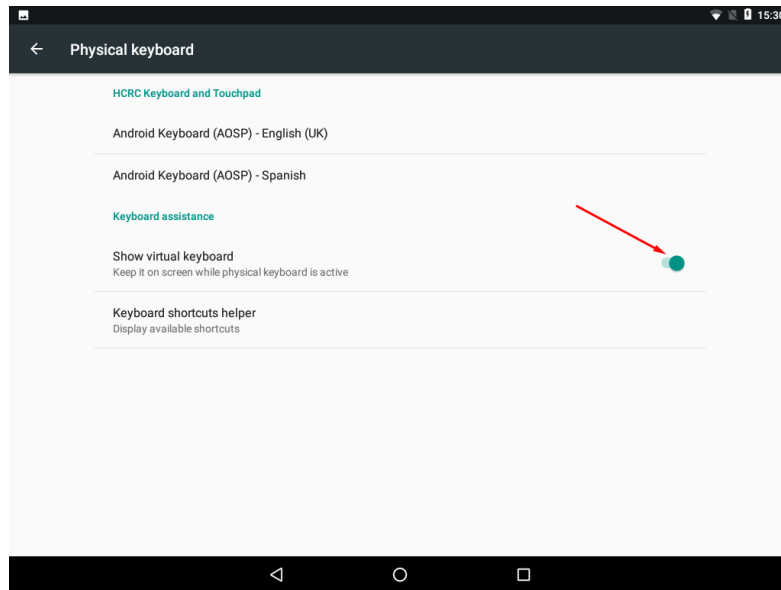 15:30
Physical keyboard
HCRC Keyboard and Touchpad
Android Keyboard (AOSP) - English (UK)
Android Keyboard (AOSP) - Spanish
Keyboard assistance
Show virtual keyboard
Keep it on screen while physical keyboard is active
Keyboard shortcuts helper
Display available shortcuts